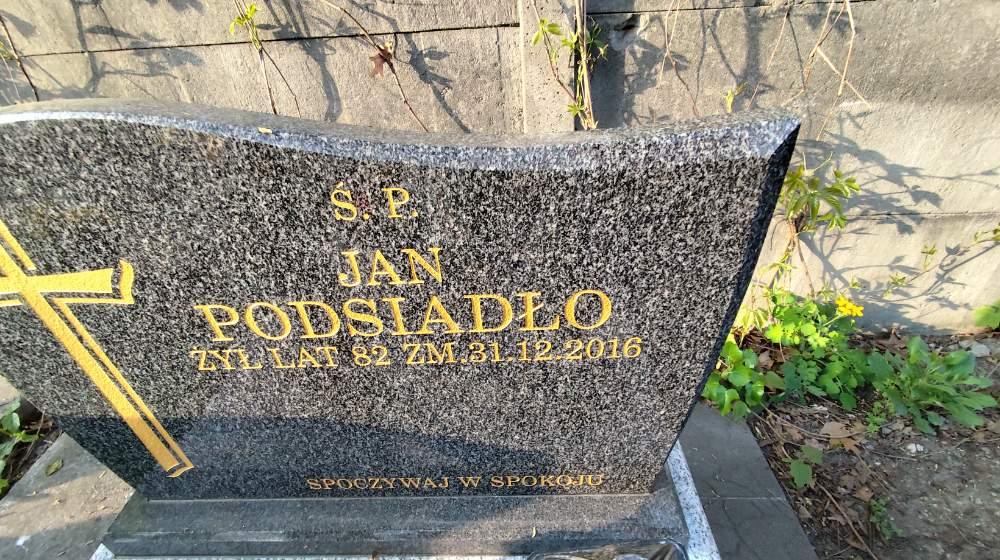 Ś. P.
JAN
PODSIADŁO
ŻYŁ LAT 82 ZM.31.12.2016
SPOCZYWAJ W SPOKOJU